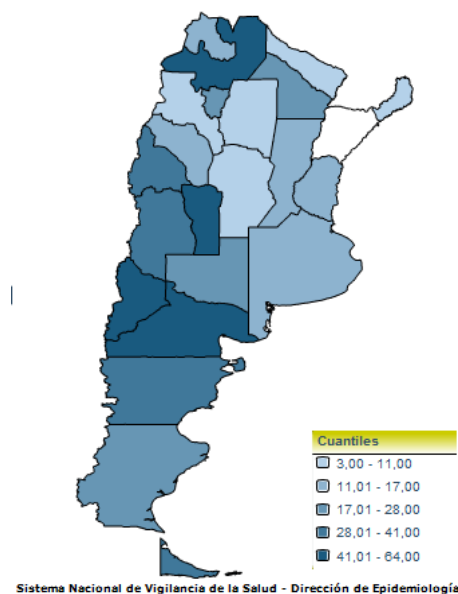 Cuantiles
3,00 - 11,00
11,01 - 17,00
17,01 - 28,00
28,01 - 41,00
41,01 - 64,00
Sistema Nacional de Vigilancia de la Salud - Dirección de Epidemiología